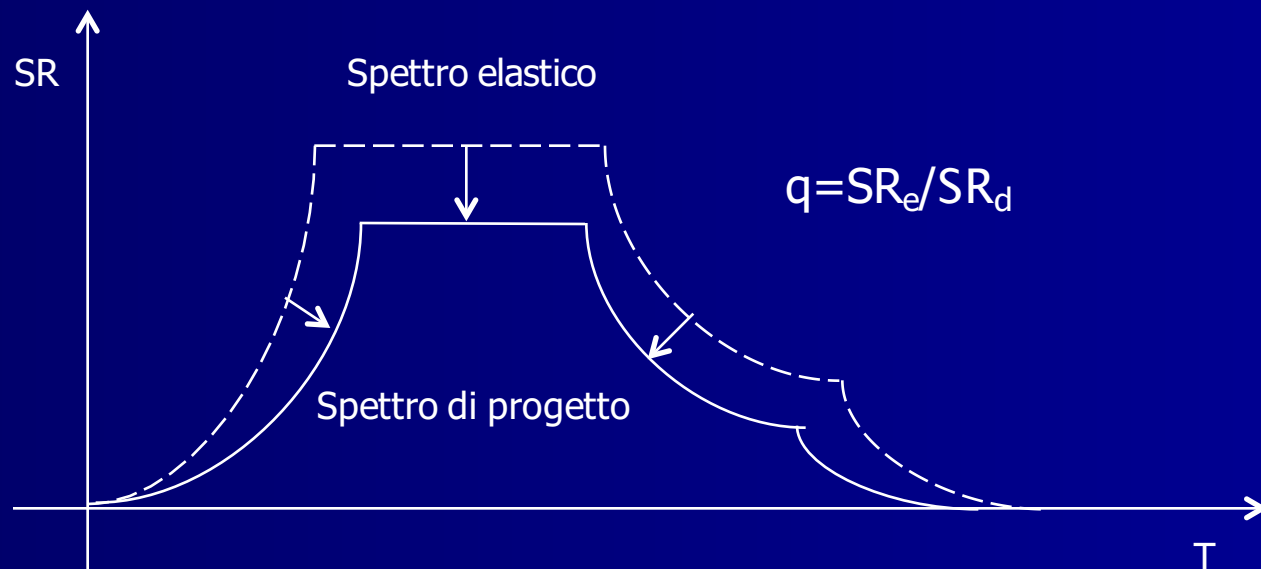 SR
Spettro elastico
q=SRe/SRd
Spettro di progetto
T